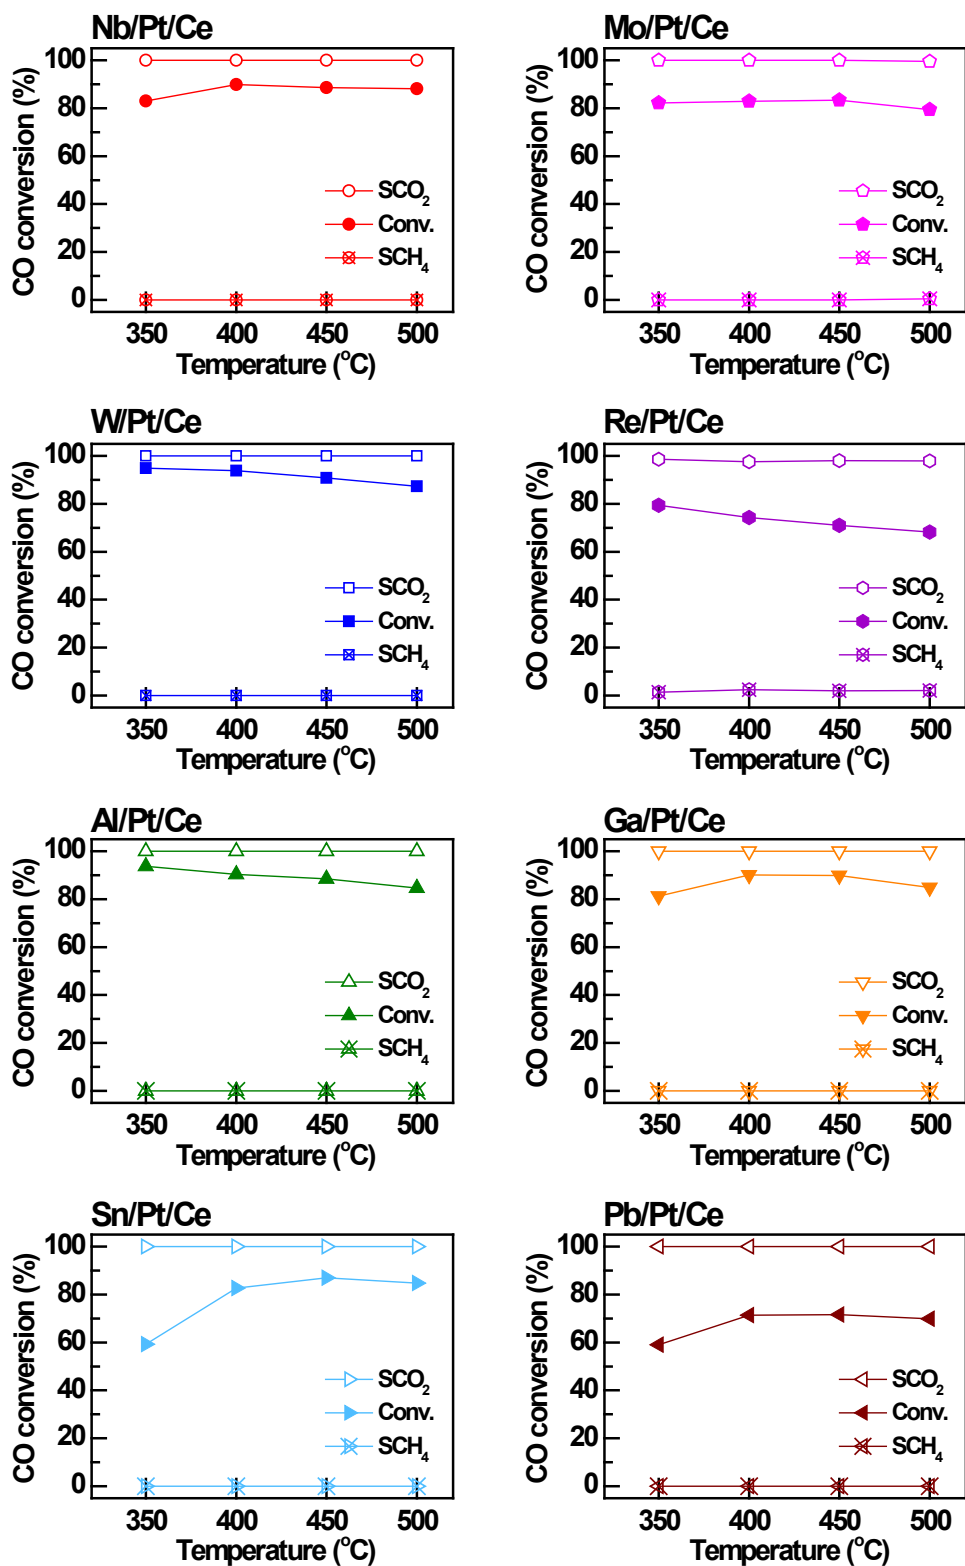 Nb/Pt/Ce
CO conversion (%)
100
80
60
40
20
0
SCO₂
Conv.
SCH₄
350 400 450 500
Temperature (°C)
Mo/Pt/Ce
CO conversion (%)
100
80
60
40
20
0
SCO₂
Conv.
SCH₄
350 400 450 500
Temperature (°C)
W/Pt/Ce
CO conversion (%)
100
80
60
40
20
0
SCO₂
Conv.
SCH₄
350 400 450 500
Temperature (°C)
Re/Pt/Ce
CO conversion (%)
100
80
60
40
20
0
SCO₂
Conv.
SCH₄
350 400 450 500
Temperature (°C)
Al/Pt/Ce
CO conversion (%)
100
80
60
40
20
0
SCO₂
Conv.
SCH₄
350 400 450 500
Temperature (°C)
Ga/Pt/Ce
CO conversion (%)
100
80
60
40
20
0
SCO₂
Conv.
SCH₄
350 400 450 500
Temperature (°C)
Sn/Pt/Ce
CO conversion (%)
100
80
60
40
20
0
SCO₂
Conv.
SCH₄
350 400 450 500
Temperature (°C)
Pb/Pt/Ce
CO conversion (%)
100
80
60
40
20
0
SCO₂
Conv.
SCH₄
350 400 450 500
Temperature (°C)